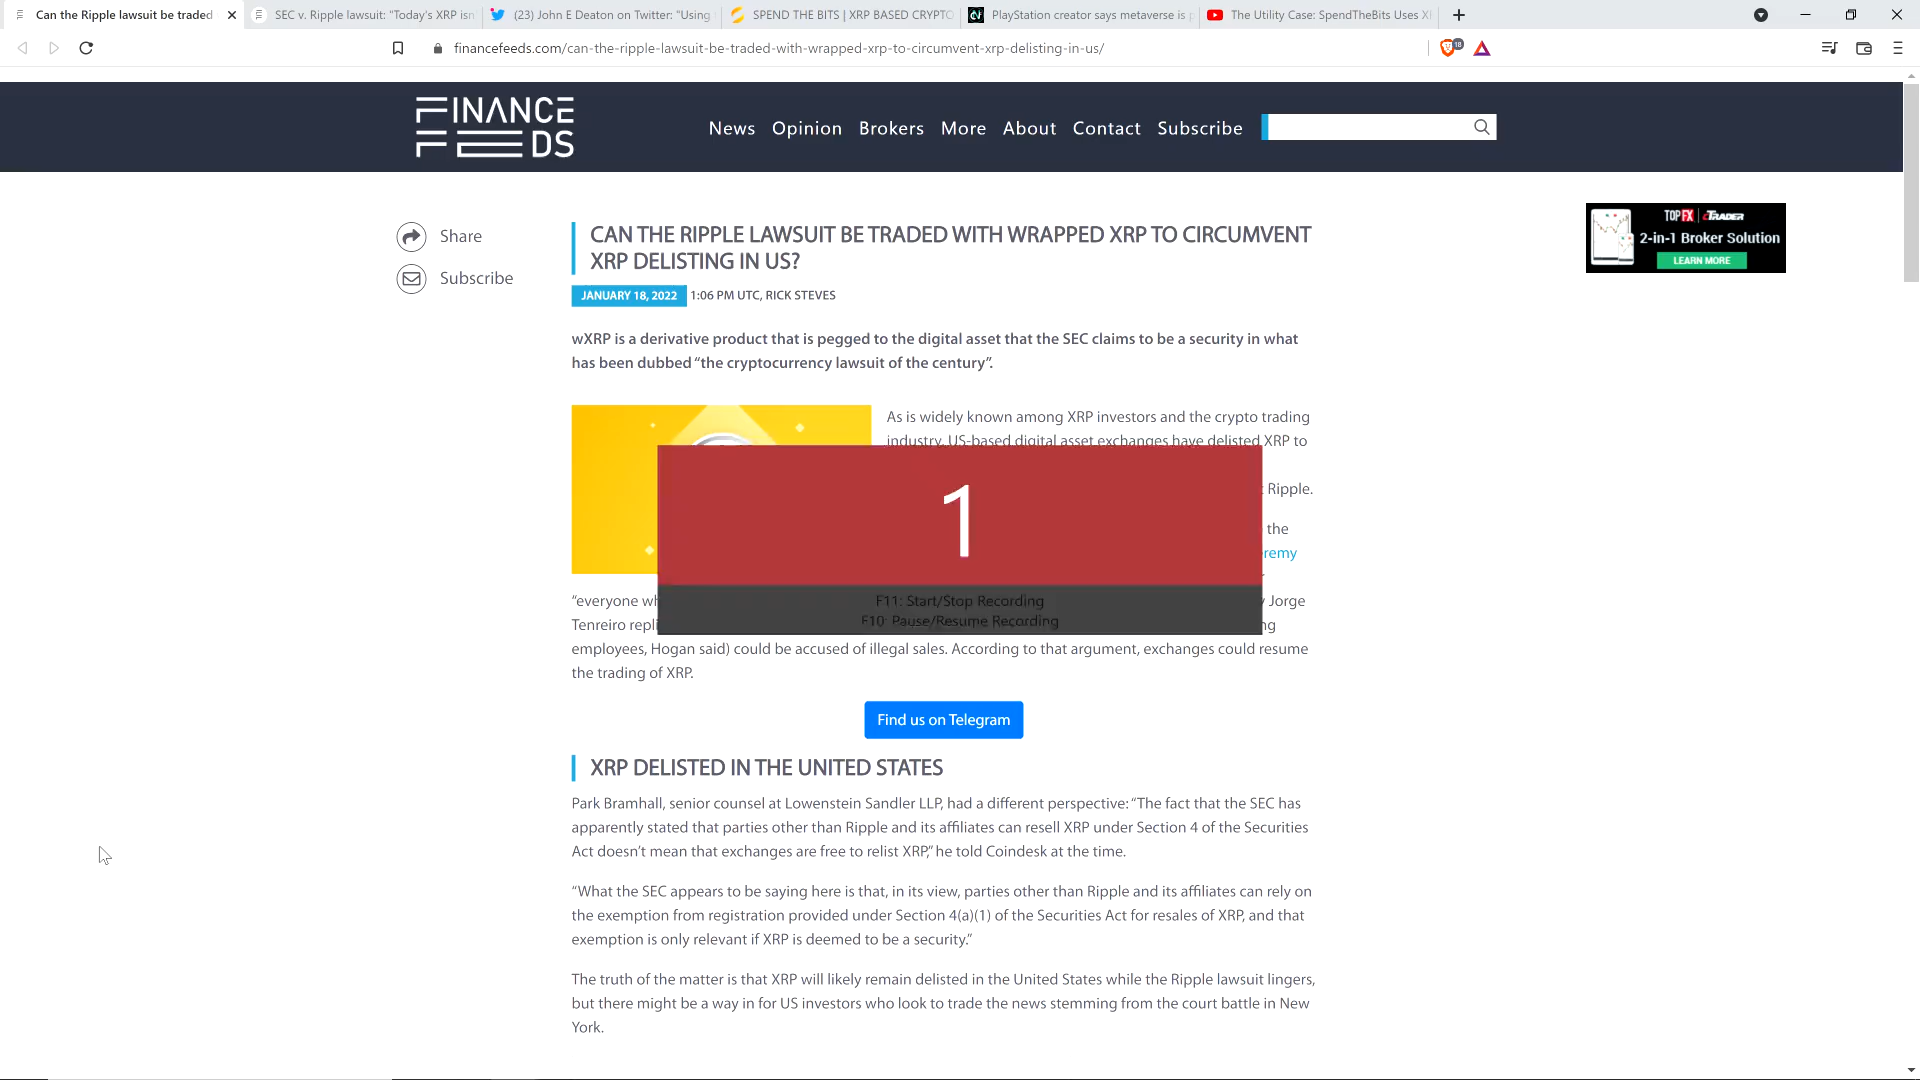 Can the Ripple lawsuit be traded
SEC v. Ripple lawsuit: "Today's XRP isn
(23) John E Deaton on Twitter: "Using
SPEND THE BITS | XRP BASED CRYPTO
PlayStation creator says metaverse is p
The Utility Case: SpendTheBits Uses X
financefeeds.com/can-the-ripple-lawsuit-be-traded-with-wrapped-xrp-to-circumvent-xrp-delisting-in-us/
18
FINANCE
FEEDS
News Opinion Brokers More About Contact Subscribe
Share
Subscribe
CAN THE RIPPLE LAWSUIT BE TRADED WITH WRAPPED XRP TO CIRCUMVENT
XRP DELISTING IN US?
JANUARY 18, 2022 1:06 PM UTC, RICK STEVES
TOPFX cTRADER
2-in-1 Broker Solution
LEARN MORE
wXRP is a derivative product that is pegged to the digital asset that the SEC claims to be a security in what
has been dubbed “the cryptocurrency lawsuit of the century”.
As is widely known among XRP investors and the crypto trading
industry, US-based digital asset exchanges have delisted XRP to
Ripple.
the
eremy
1
F11: Start/Stop Recording
F10: Pause/Resume Recording
“everyone wh
Jorge
Tenreiro repli
ng
employees, Hogan said) could be accused of illegal sales. According to that argument, exchanges could resume
the trading of XRP.
Find us on Telegram
XRP DELISTED IN THE UNITED STATES
Park Bramhall, senior counsel at Lowenstein Sandler LLP, had a different perspective: “The fact that the SEC has
apparently stated that parties other than Ripple and its affiliates can resell XRP under Section 4 of the Securities
Act doesn’t mean that exchanges are free to relist XRP,” he told Coindesk at the time.
“What the SEC appears to be saying here is that, in its view, parties other than Ripple and its affiliates can rely on
the exemption from registration provided under Section 4(a)(1) of the Securities Act for resales of XRP, and that
exemption is only relevant if XRP is deemed to be a security.”
The truth of the matter is that XRP will likely remain delisted in the United States while the Ripple lawsuit lingers,
but there might be a way in for US investors who look to trade the news stemming from the court battle in New
York.